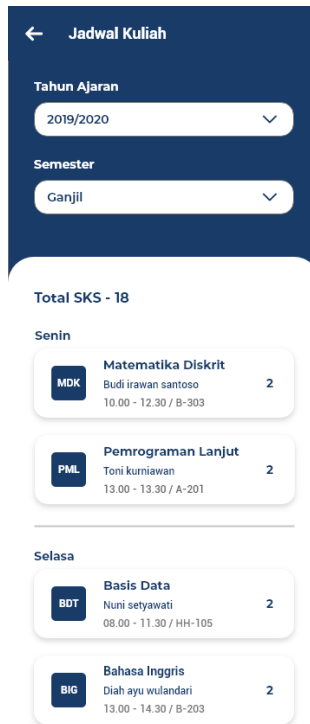 Jadwal Kuliah
Tahun Ajaran
2019/2020
Semester
Ganjil
Total SKS - 18
Senin
MDK
Matematika Diskrit
Budi irawan santoso
10.00 - 12.30 / B-303
2
PML
Pemrograman Lanjut
Toni kurniawan
13.00 - 13.30 / A-201
2
Selasa
BDT
Basis Data
Nuni setyawati
08.00 - 11.30 / HH-105
2
BIG
Bahasa Inggris
Diah ayu wulandari
13.00 - 14.30 / B-203
2